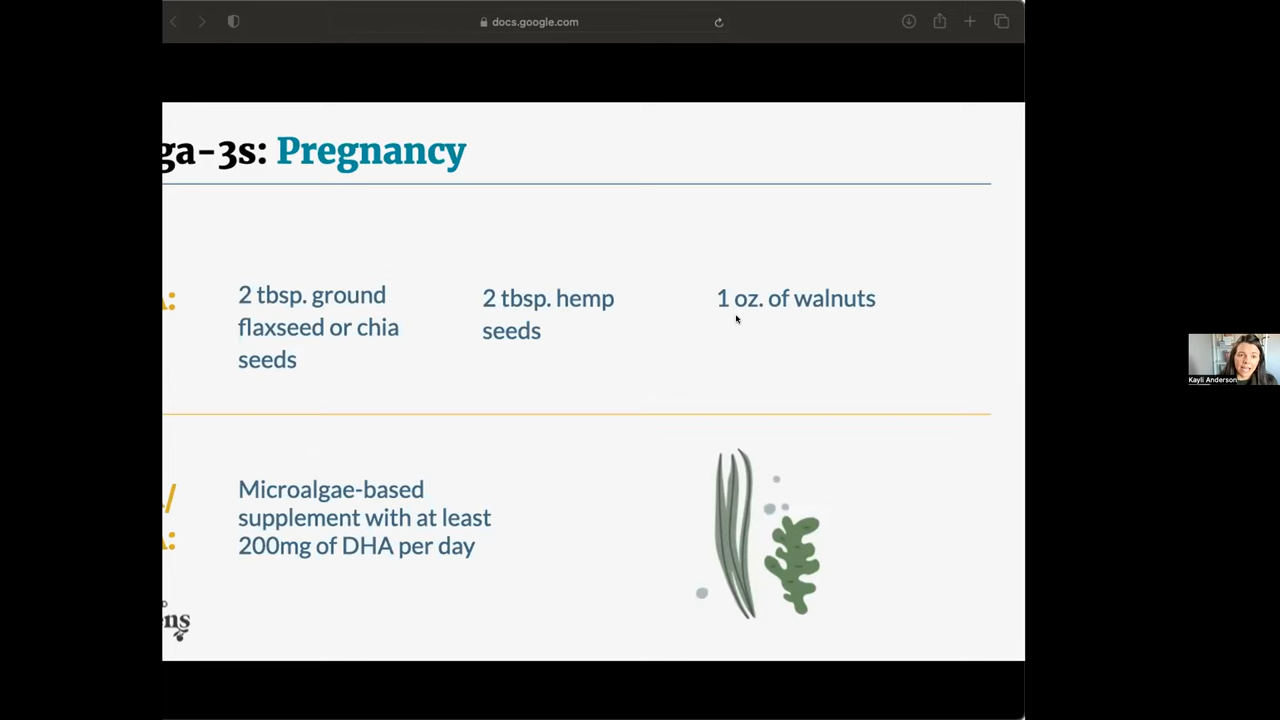 docs.google.com
ga-3s: Pregnancy
A:
2 tbsp. ground
flaxseed or chia
seeds
2 tbsp. hemp
seeds
1 oz. of walnuts
/
A:
Microalgae-based
supplement with at least
200mg of DHA per day
ens
Kayli Anderson